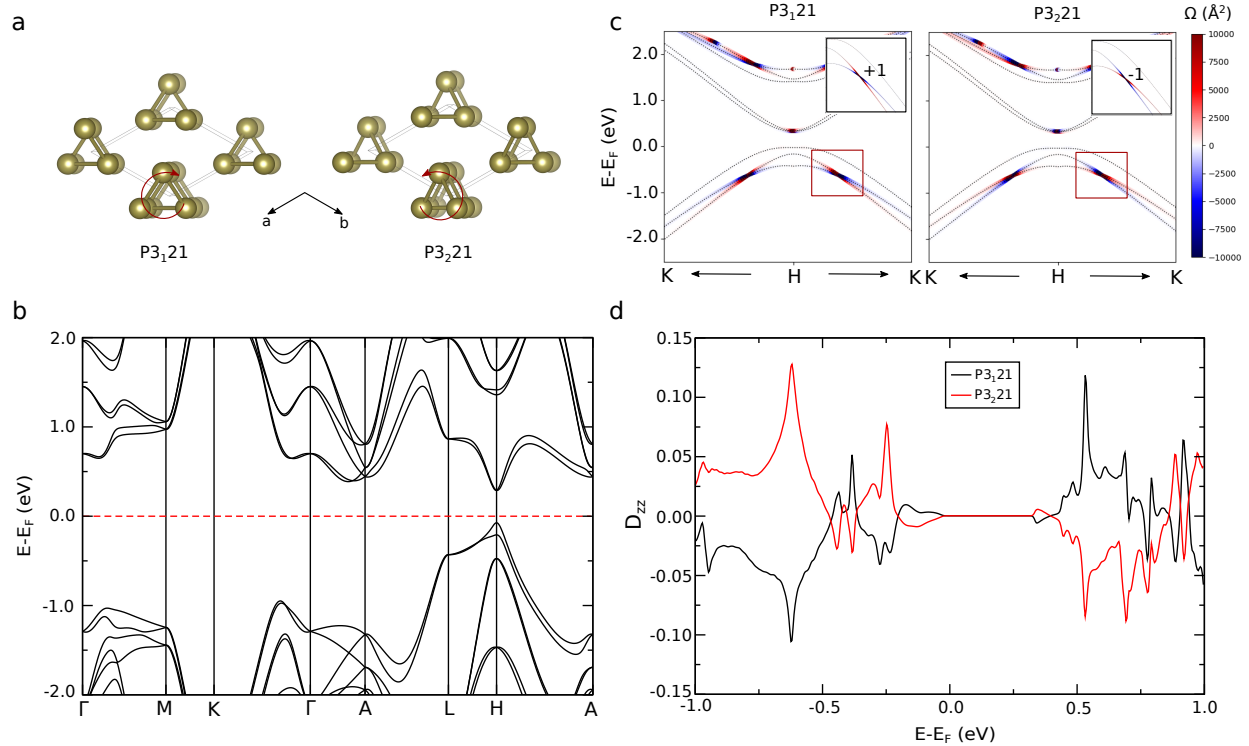 a
P3₁21
a
b
P3₂21
c
P3₁21
P3₂21
Ω (Å²)
E-E_F (eV)
2.0
1.0
0.0
-1.0
-2.0
+1
-1
K
H
K
K
H
K
10000
7500
5000
2500
0
−2500
−5000
−7500
−10000
b
E-E_F (eV)
2.0
1.0
0.0
-1.0
-2.0
Γ
M
K
Γ
A
L
H
A
d
D_zz
0.15
0.10
0.05
0.00
-0.05
-0.10
-0.15
P3₁21
P3₂21
-1.0
-0.5
0.0
0.5
1.0
E-E_F (eV)